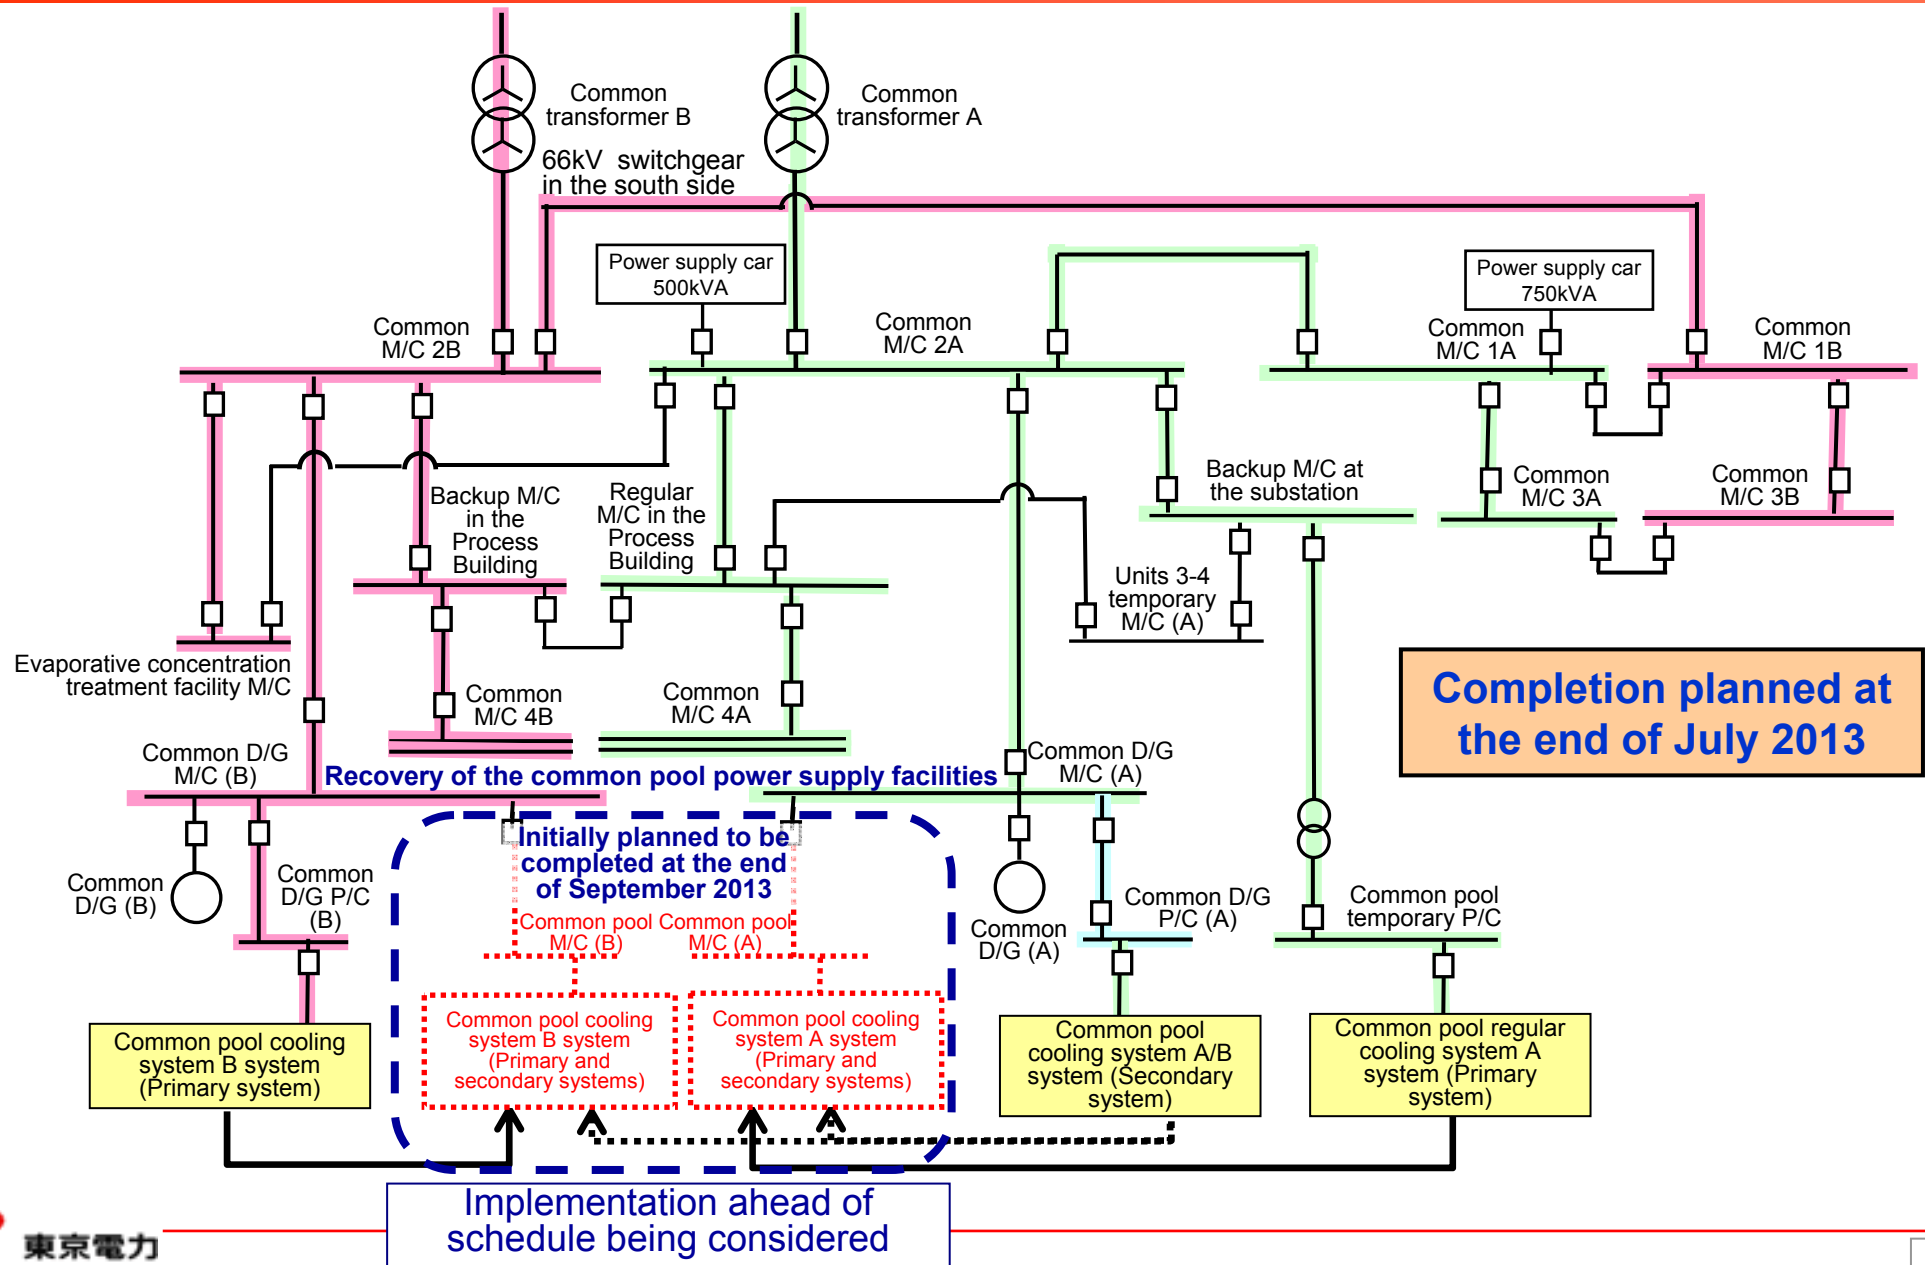 Common
transformer B
Common
transformer A
66kV switchgear
in the south side
Power supply car
500kVA
Power supply car
750kVA
Common
M/C 2B
Common
M/C 2A
Common
M/C 1A
Common
M/C 1B
Backup M/C
in the
Process
Building
Regular
M/C in the
Process
Building
Backup M/C at
the substation
Common
M/C 3A
Common
M/C 3B
Units 3-4
temporary
M/C (A)
Evaporative concentration
treatment facility M/C
Common
M/C 4B
Common
M/C 4A
Completion planned at
the end of July 2013
Common D/G
M/C (B)
Recovery of the common pool power supply facilities
Common D/G
M/C (A)
Initially planned to be
completed at the end
of September 2013
Common
D/G (B)
Common
D/G P/C
(B)
Common pool
M/C (B)
Common pool
M/C (A)
Common
D/G (A)
Common D/G
P/C (A)
Common pool
temporary P/C
Common pool cooling
system B system
(Primary system)
Common pool cooling
system B system
(Primary and
secondary systems)
Common pool cooling
system A system
(Primary and
secondary systems)
Common pool
cooling system A/B
system (Secondary
system)
Common pool regular
cooling system A
system (Primary
system)
Implementation ahead of
schedule being considered
東京電力